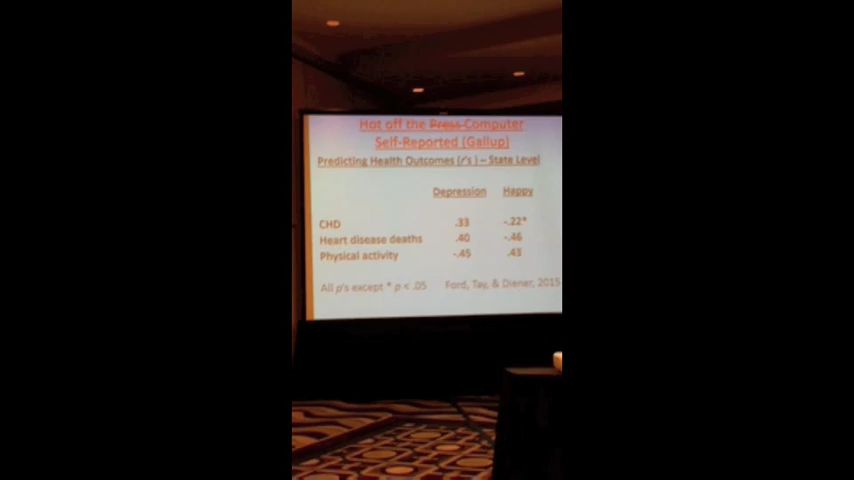 Hot off the Press Computer
Self-Reported (Gallup)
Predicting Health Outcomes (r's) – State Level
Depression Happy
CHD .33 -.22*
Heart disease deaths .40 -.46
Physical activity -.45 .43
All p's except * p < .05 Ford, Tay, & Diener, 2015